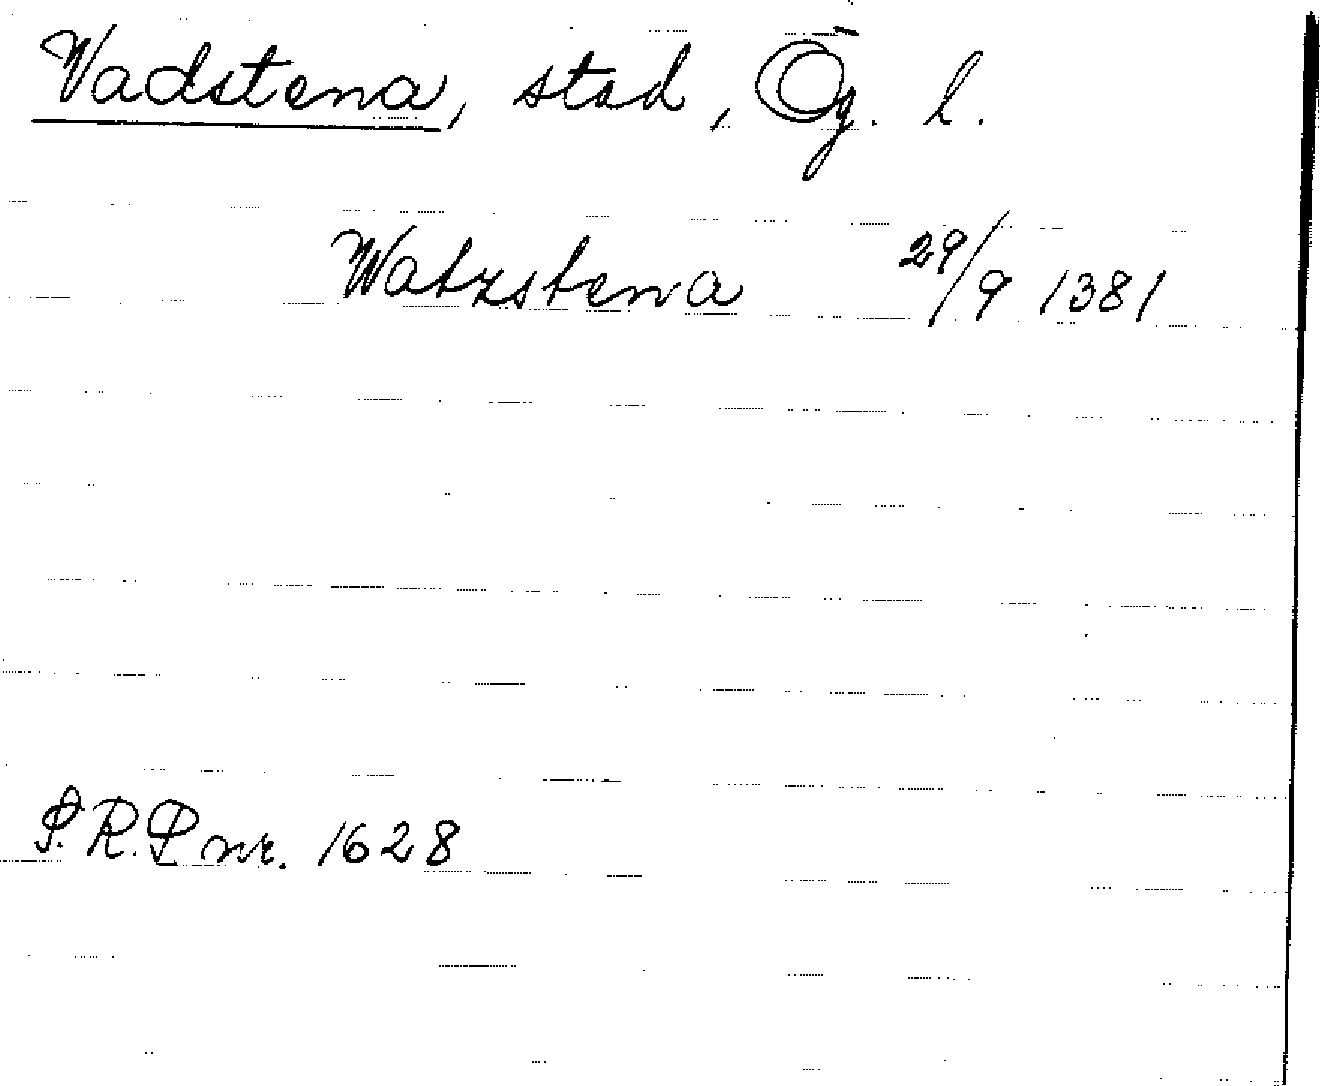 Vadstena, stad, Ög. l.
Watzstena 29/9 1381
S.R.P. nr. 1628